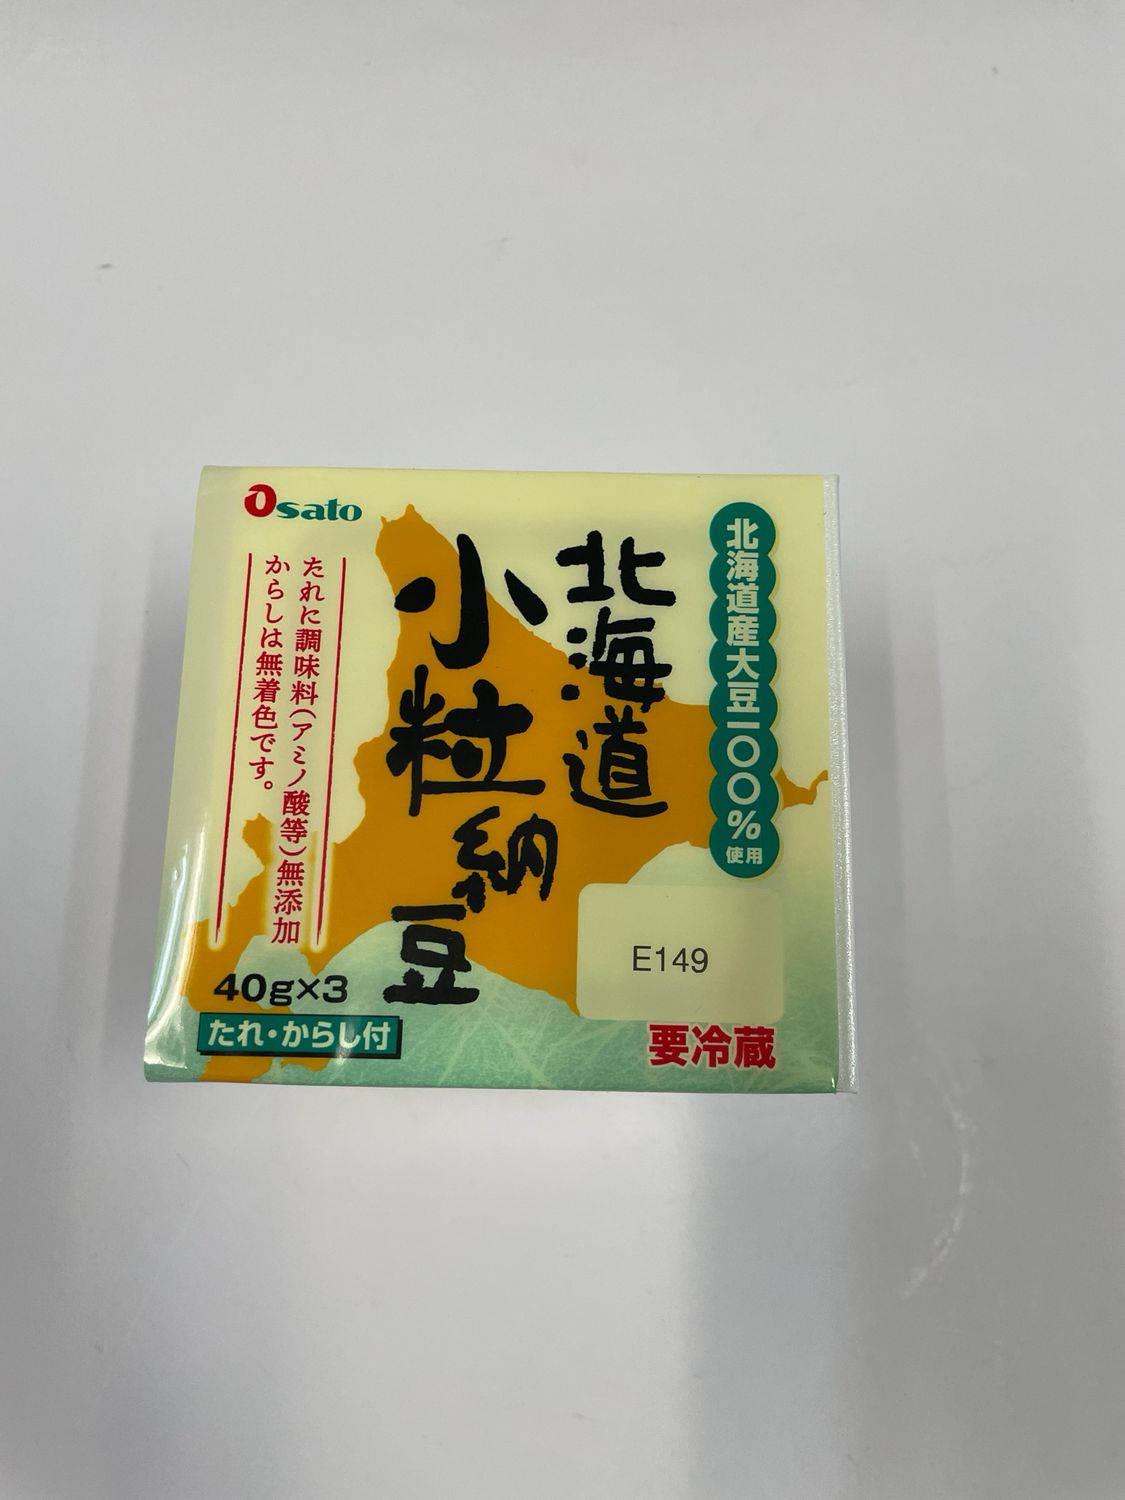 Osato
北海道産大豆一〇〇%使用
北海道
小粒納豆
たれに調味料(アミノ酸等)無添加
からしは無着色です。
40g×3
たれ・からし付
E149
要冷蔵